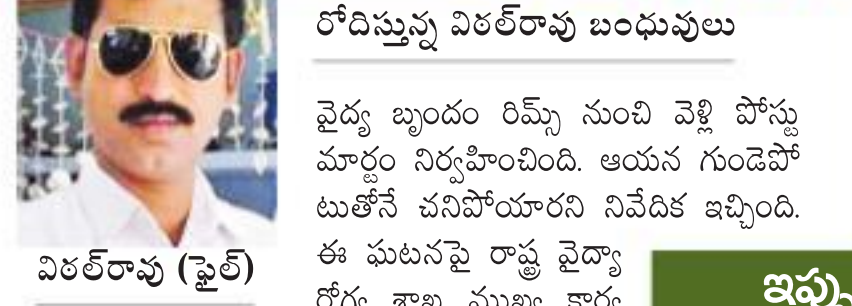 రోదిస్తున్న విఠల్‌రావు బంధువులు
విఠల్‌రావు (ఫైల్)
వైద్య బృందం రిమ్స్ నుంచి వెళ్లి పోస్టు
మార్టం నిర్వహించింది. ఆయన గుండెపో
టుతోనే చనిపోయారని నివేదిక ఇచ్చింది.
ఈ ఘటనపై రాష్ట్ర వైద్యా
రోగ్య శాఖ ముఖ్య కార్య